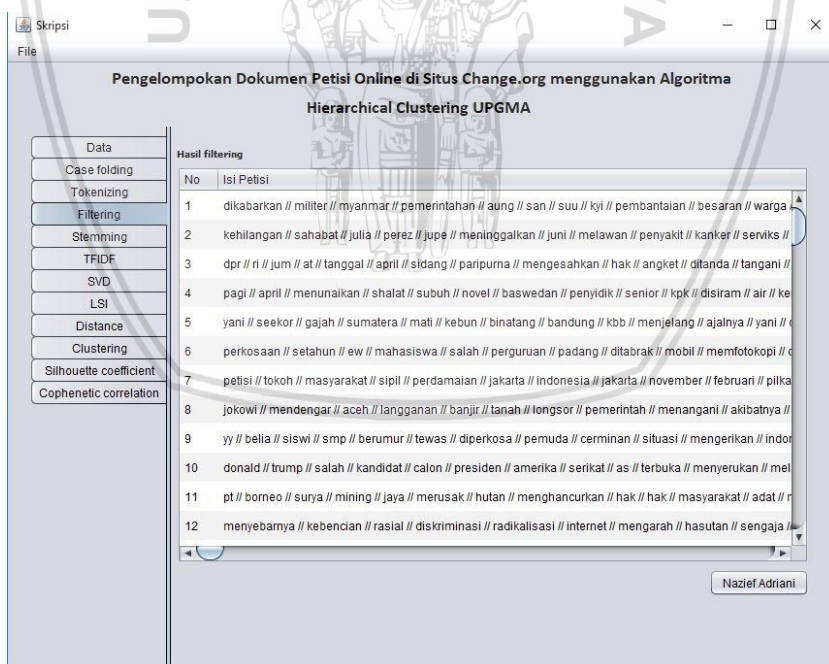 Skripsi
File
Pengelompokan Dokumen Petisi Online di Situs Change.org menggunakan Algoritma
Hierarchical Clustering UPGMA
Data
Case folding
Tokenizing
Filtering
Stemming
TFIDF
SVD
LSI
Distance
Clustering
Silhouette coefficient
Cophenetic correlation
Hasil filtering
No Isi Petisi
1 dikabarkan // militer // myanmar // pemerintahan // aung // san // suu // kyi // pembantaian // besaran // warga
2 kehilangan // sahabat // julia // perez // jupe // meninggalkan // juni // melawan // penyakit // kanker // serviks //
3 dpr // ri // jum // at // tanggal // april // sidang // paripurna // mengesahkan // hak // angket // ditanda // tangani //
4 pagi // april // menunaikan // shalat // subuh // novel // baswedan // penyidik // senior // kpk // disiram // air // ke
5 yani // seekor // gajah // sumatera // mati // kebun // binatang // bandung // kbb // menjelang // ajalnya // yani //
6 perkosaan // setahun // ew // mahasiswa // salah // perguruan // padang // ditabrak // mobil // memfotokopi //
7 petisi // tokoh // masyarakat // sipil // perdamaian // jakarta // indonesia // jakarta // november // februari // pilka
8 jokowi // mendengar // aceh // langganan // banjir // tanah // longsor // pemerintah // menangani // akibatnya //
9 yy // belia // siswi // smp // berumur // tewas // diperkosa // pemuda // cerminan // situasi // mengerikan // indor
10 donald // trump // salah // kandidat // calon // presiden // amerika // serikat // as // terbuka // menyerukan // mel
11 pt // borneo // surya // mining // jaya // merusak // hutan // menghancurkan // hak // hak // masyarakat // adat //
12 menyebarnya // kebencian // rasial // diskriminasi // radikalisasi // internet // mengarah // hasutan // sengaja //
Nazief Adriani